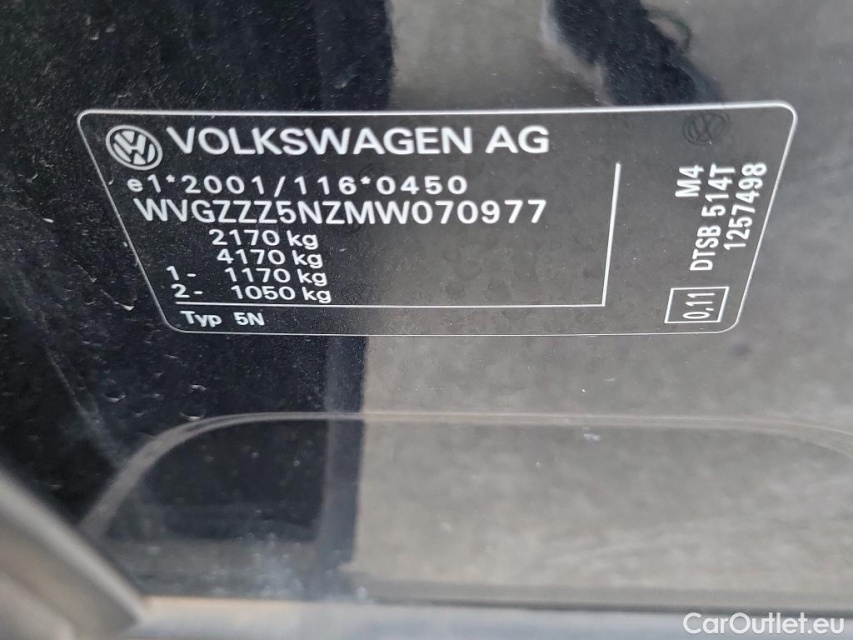 VOLKSWAGEN AG
e1*2001/116*0450
WVGZZZ5NZMW070977
2170 kg
4170 kg
1- 1170 kg
2- 1050 kg
Typ 5N
M4
DTSB 514T
1257498
0,11
CarOutlet.eu